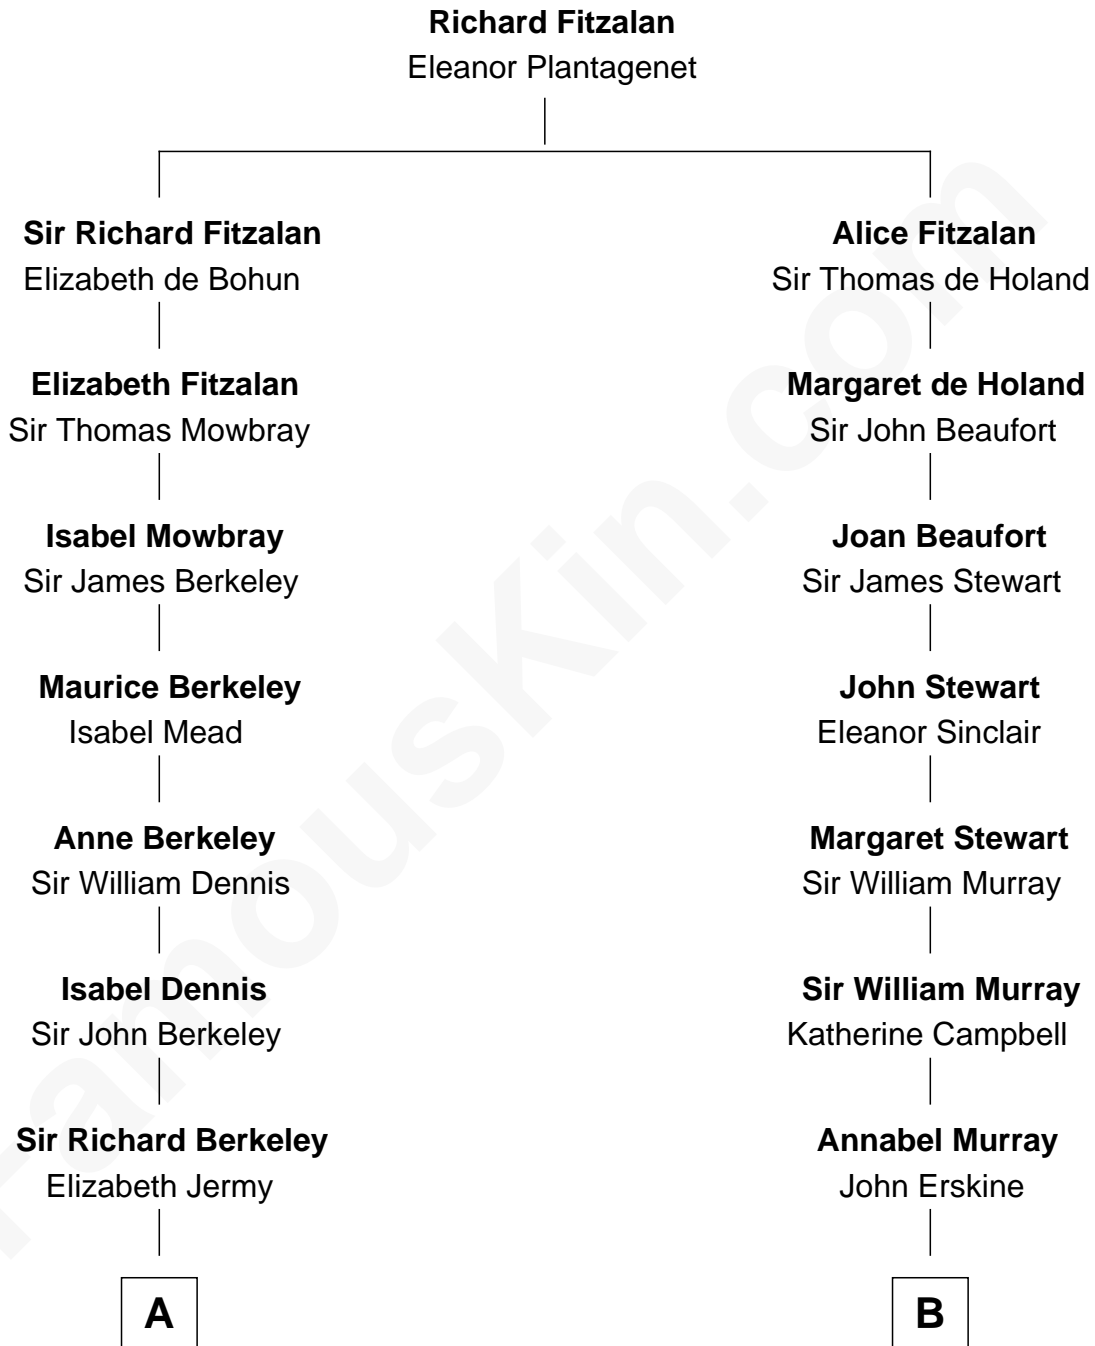 Richard Fitzalan
Eleanor Plantagenet
Sir Richard Fitzalan
Elizabeth de Bohun
Alice Fitzalan
Sir Thomas de Holand
Elizabeth Fitzalan
Sir Thomas Mowbray
Margaret de Holand
Sir John Beaufort
Isabel Mowbray
Sir James Berkeley
Joan Beaufort
Sir James Stewart
Maurice Berkeley
Isabel Mead
John Stewart
Eleanor Sinclair
Anne Berkeley
Sir William Dennis
Margaret Stewart
Sir William Murray
Isabel Dennis
Sir John Berkeley
Sir William Murray
Katherine Campbell
Sir Richard Berkeley
Elizabeth Jermy
Annabel Murray
John Erskine
A
B
FamousKin.com